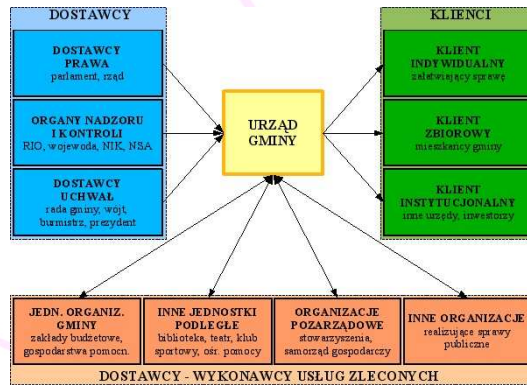 DOSTAWCY
DOSTAWCY
PRAWA
parlament, rząd
ORGANY NADZORU
I KONTROLI
RIO, wojewoda, NIK, NSA
DOSTAWCY
UCHWAŁ
rada gminy, wójt,
burmistrz, prezydent
URZĄD
GMINY
KLIENCI
KLIENT
INDYWIDUALNY
załatwiający sprawę
KLIENT
ZBIOROWY
mieszkańcy gminy
KLIENT
INSTYTUCJONALNY
inne urzędy, inwestorzy
JEDN. ORGANIZ.
GMINY
zakłady budżetowe,
gospodarstwa pomocn.
INNE JEDNOSTKI
PODLEGŁE
biblioteka, teatr, klub
sportowy, ośr. pomocy
ORGANIZACJE
POZARZĄDOWE
stowarzyszenia,
samorząd gospodarczy
INNE ORGANIZACJE
realizujące sprawy
publiczne
DOSTAWCY - WYKONAWCY USŁUG ZLECONYCH